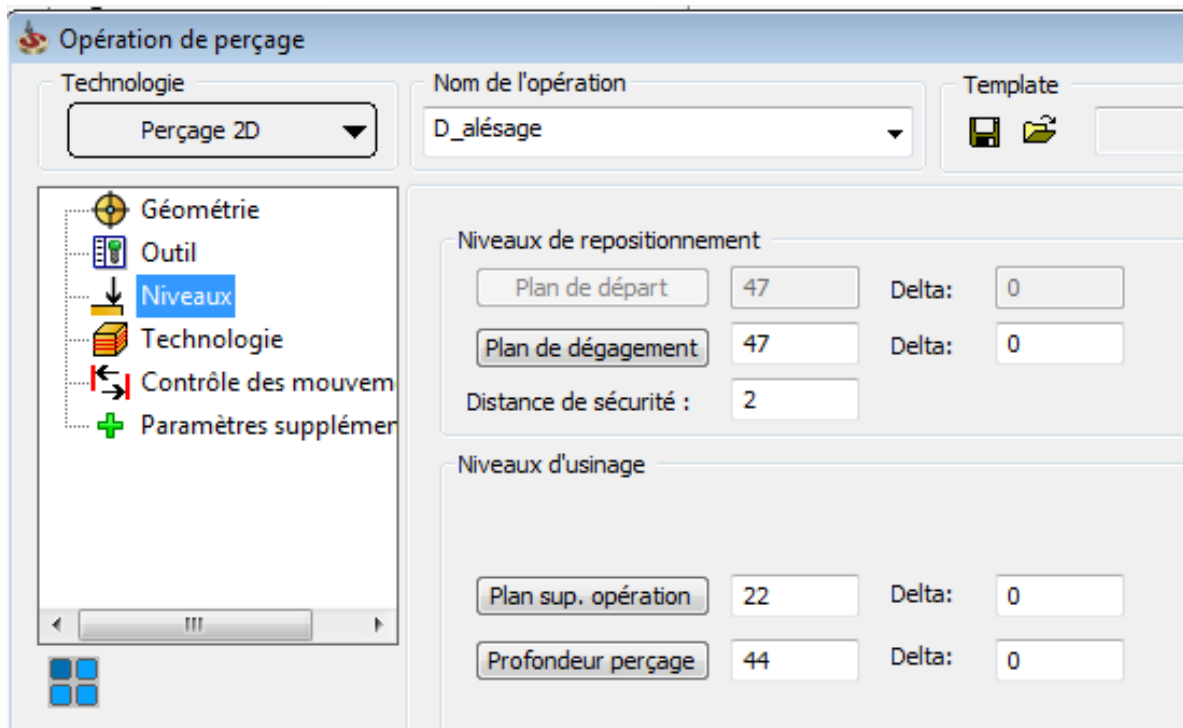 Opération de perçage
Technologie
Perçage 2D
Nom de l'opération
D_alésage
Template
Géométrie
Outil
Niveaux
Technologie
Contrôle des mouvem
Paramètres supplémen
Niveaux de repositionnement
Plan de départ 47 Delta: 0
Plan de dégagement 47 Delta: 0
Distance de sécurité : 2
Niveaux d'usinage
Plan sup. opération 22 Delta: 0
Profondeur perçage 44 Delta: 0